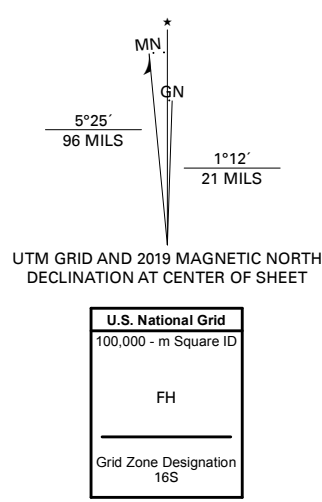 ★
MN
GN
5°25´
96 MILS
1°12´
21 MILS
UTM GRID AND 2019 MAGNETIC NORTH
DECLINATION AT CENTER OF SHEET
U.S. National Grid
100,000 - m Square ID
FH
Grid Zone Designation
16S